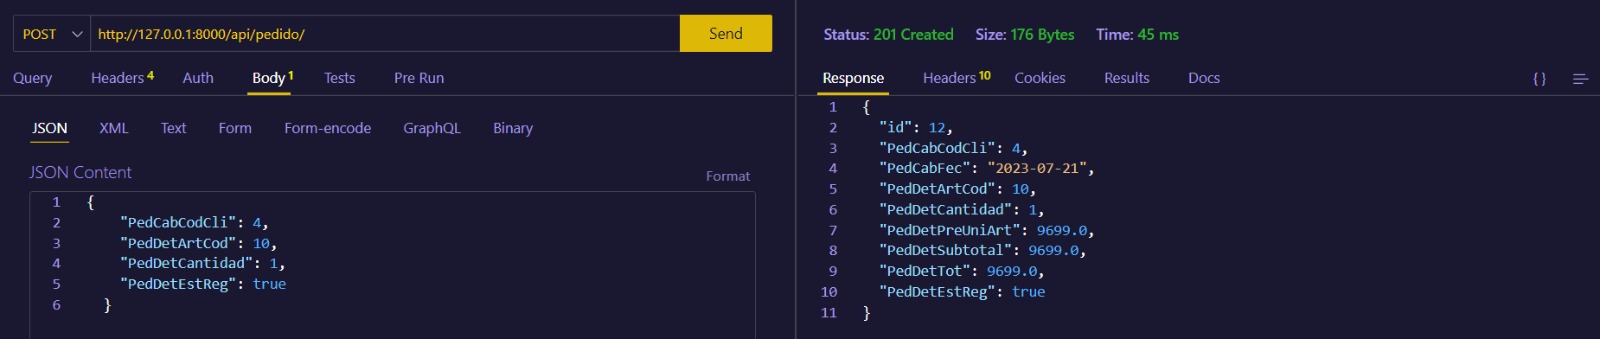 POST http://127.0.0.1:8000/api/pedido/ Send
Query Headers 4 Auth Body 1 Tests Pre Run
JSON XML Text Form Form-encode GraphQL Binary
JSON Content Format
1 {
2 "PedCabCodCli": 4,
3 "PedDetArtCod": 10,
4 "PedDetCantidad": 1,
5 "PedDetEstReg": true
6 }
Status: 201 Created Size: 176 Bytes Time: 45 ms
Response Headers 10 Cookies Results Docs {}
1 {
2 "id": 12,
3 "PedCabCodCli": 4,
4 "PedCabFec": "2023-07-21",
5 "PedDetArtCod": 10,
6 "PedDetCantidad": 1,
7 "PedDetPreUniArt": 9699.0,
8 "PedDetSubtotal": 9699.0,
9 "PedDetTot": 9699.0,
10 "PedDetEstReg": true
11 }